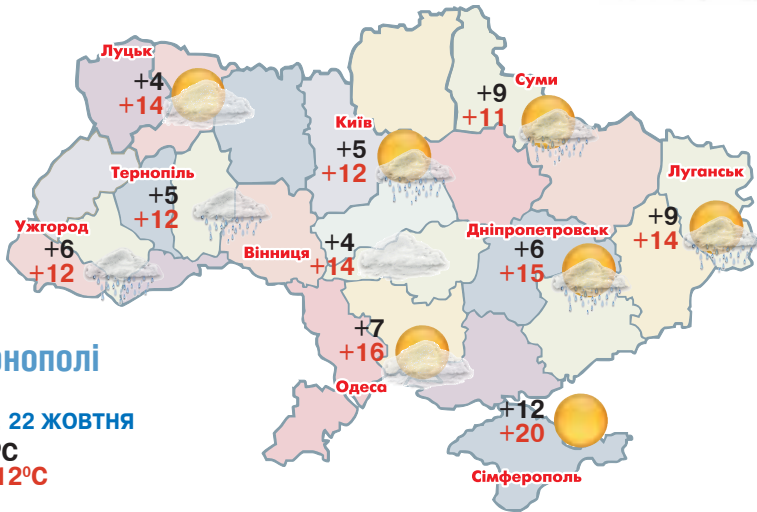 Луцьк
+4
+14
Суми
+9
+11
Київ
+5
+12
Тернопіль
+5
+12
Луганськ
+9
+14
Ужгород
+6
+12
Вінниця
+4
+14
Дніпропетровськ
+6
+15
+7
+16
Одеса
+12
+20
Сімферополь
22 ЖОВТНЯ
12⁰С